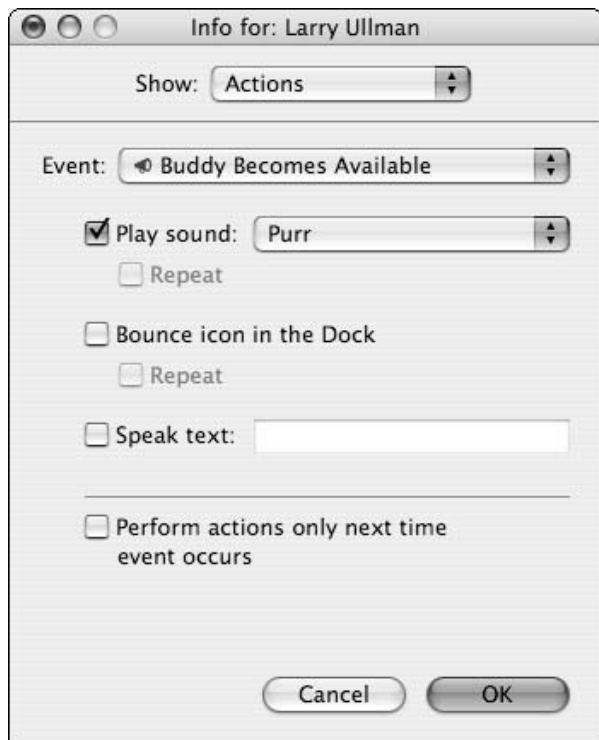 Info for: Larry Ullman
Show: Actions
Event: Buddy Becomes Available
Play sound: Purr
Repeat
Bounce icon in the Dock
Repeat
Speak text:
Perform actions only next time
event occurs
Cancel OK